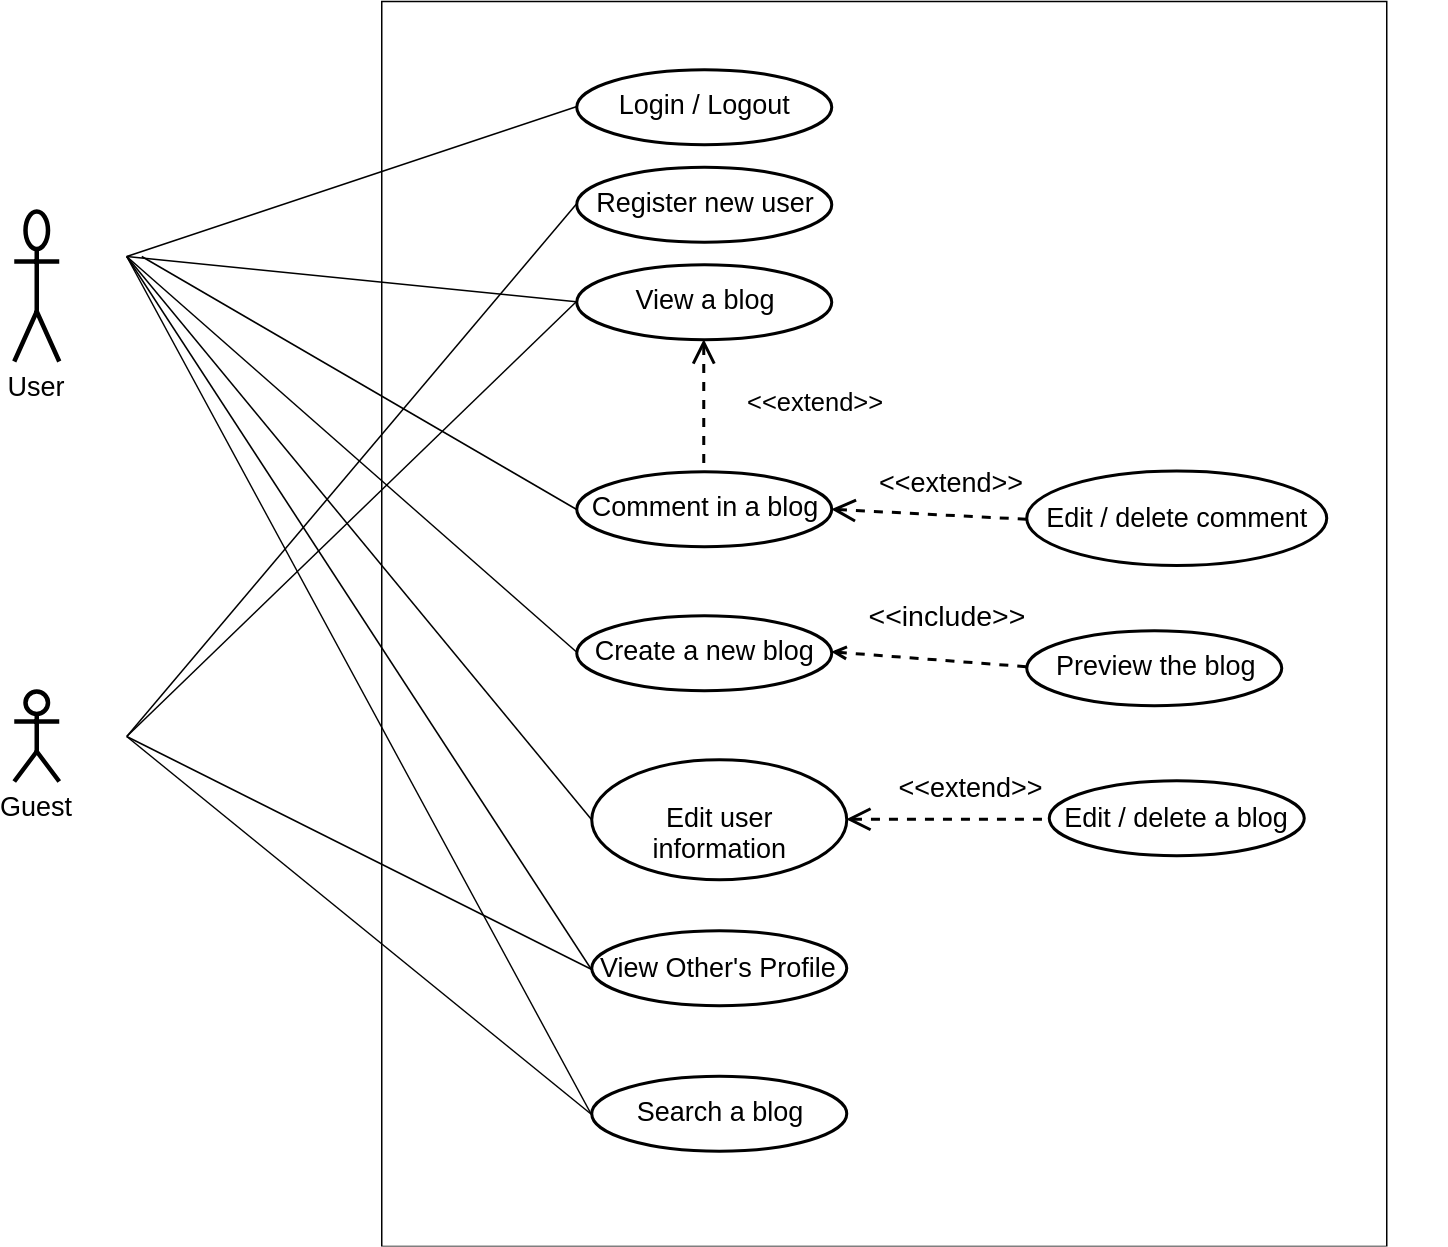 Login / Logout
Register new user
View a blog
User
<<extend>>
<<extend>>
Comment in a blog
Edit / delete comment
<<include>>
Create a new blog
Preview the blog
<<extend>>
Guest
Edit user
information
Edit / delete a blog
View Other's Profile
Search a blog